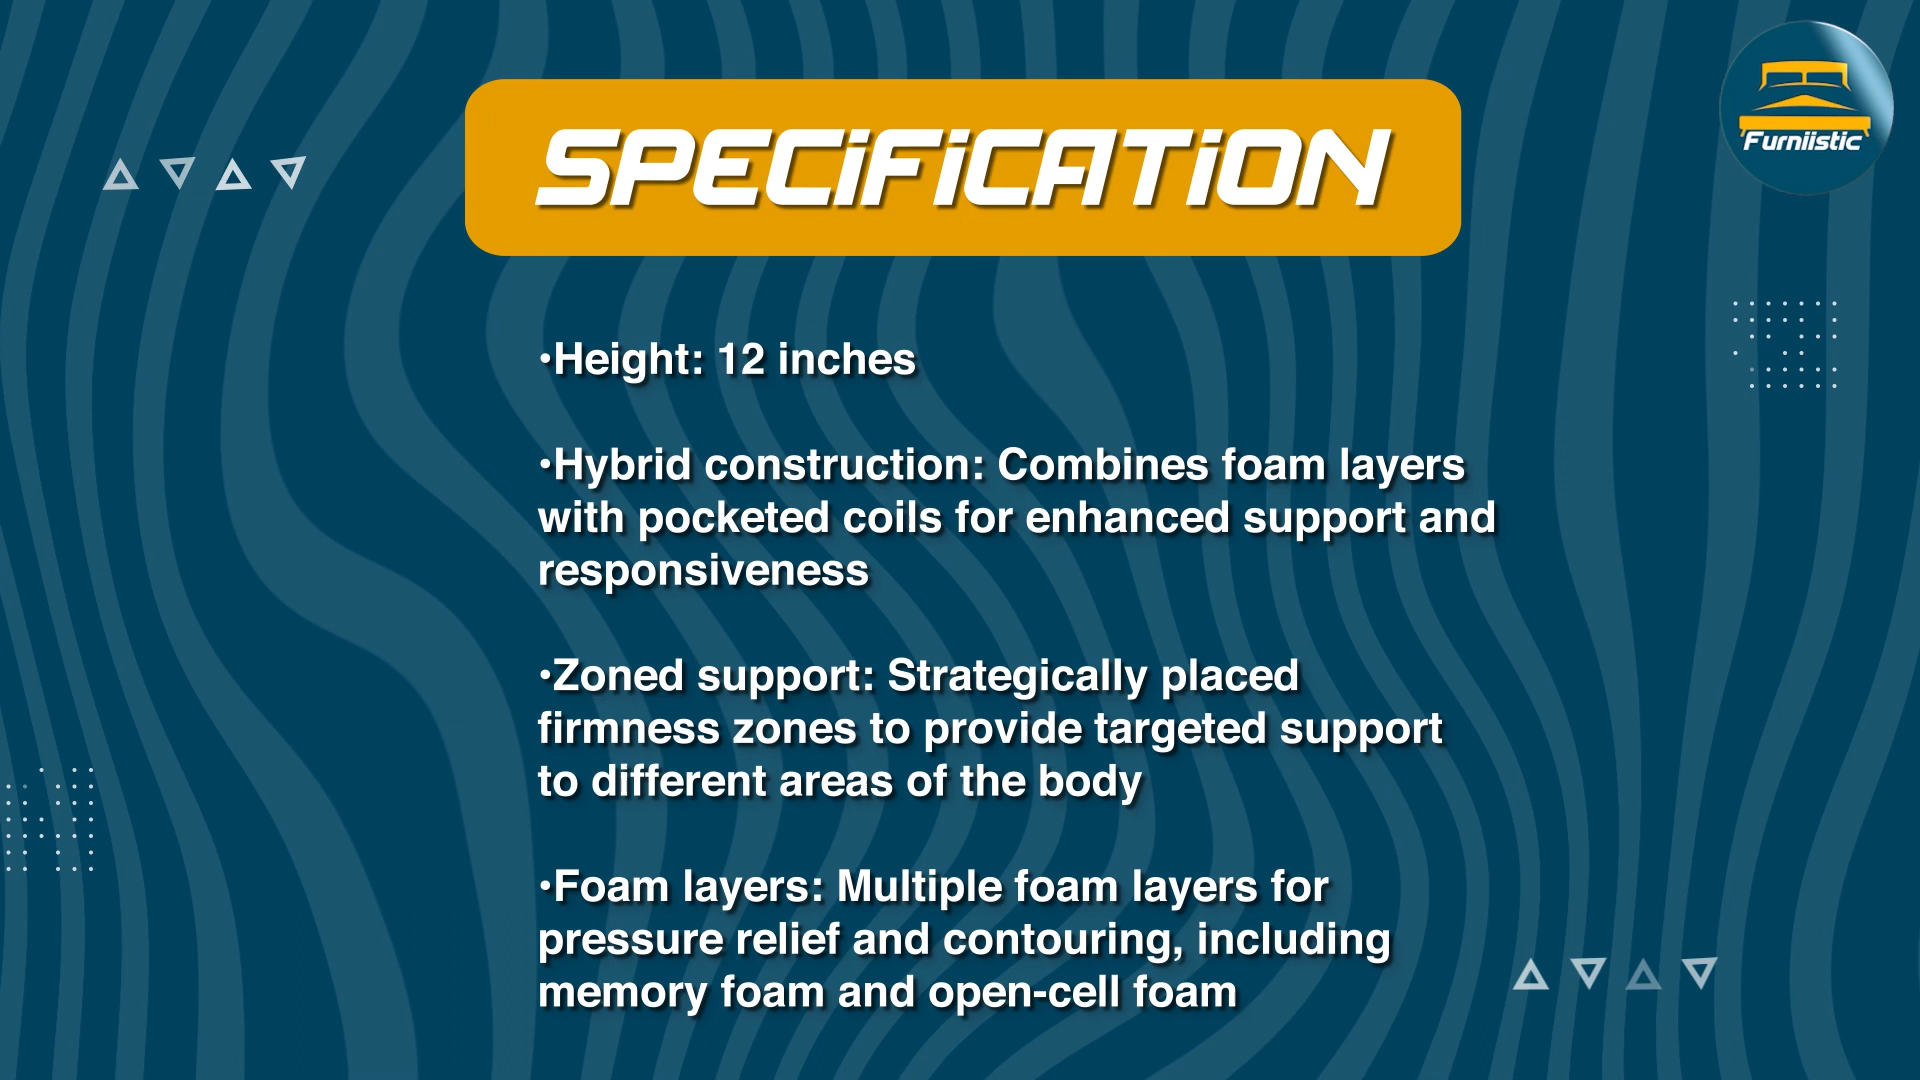 Furniistic
SPECiFiCATiON
•Height: 12 inches
•Hybrid construction: Combines foam layers
with pocketed coils for enhanced support and
responsiveness
•Zoned support: Strategically placed
firmness zones to provide targeted support
to different areas of the body
•Foam layers: Multiple foam layers for
pressure relief and contouring, including
memory foam and open-cell foam